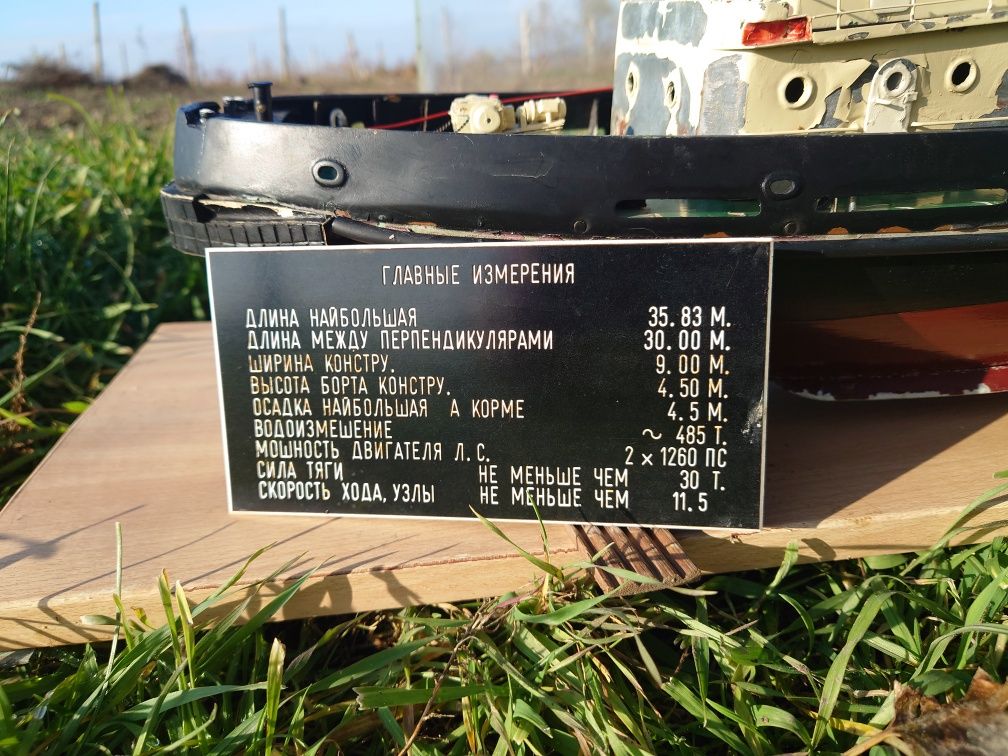 ГЛАВНЫЕ ИЗМЕРЕНИЯ
ДЛИНА НАЙБОЛЬШАЯ 35.83 М.
ДЛИНА МЕЖДУ ПЕРПЕНДИКУЛЯРАМИ 30.00 М.
ШИРИНА КОНСТРУ. 9.00 М.
ВЫСОТА БОРТА КОНСТРУ. 4.50 М.
ОСАДКА НАЙБОЛЬШАЯ А КОРМЕ 4.5 М.
ВОДОИЗМЕШЕНИЕ ~ 485 Т.
МОШНОСТЬ ДВИГАТЕЛЯ Л.С. 2 × 1260 ПС
СИЛА ТЯГИ НЕ МЕНЬШЕ ЧЕМ 30 Т.
СКОРОСТЬ ХОДА, УЗЛЫ НЕ МЕНЬШЕ ЧЕМ 11.5